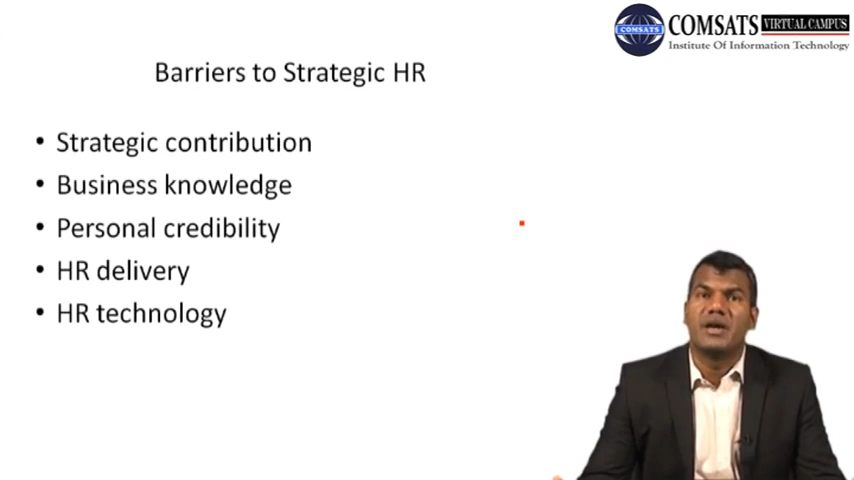 COMSATS VIRTUAL CAMPUS
Institute Of Information Technology
COMSATS
Barriers to Strategic HR
• Strategic contribution
• Business knowledge
• Personal credibility
• HR delivery
• HR technology